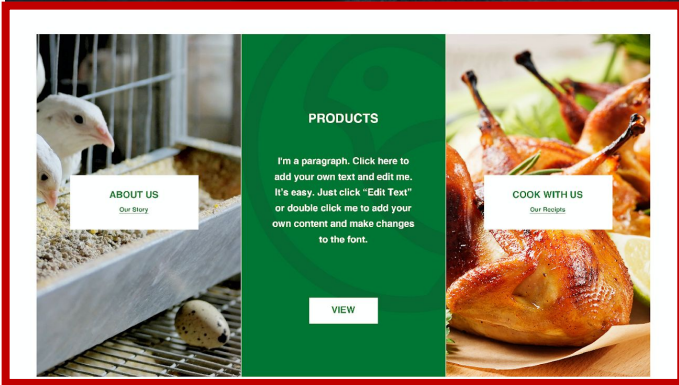 ABOUT US
Our Story
PRODUCTS
I'm a paragraph. Click here to
add your own text and edit me.
It's easy. Just click “Edit Text”
or double click me to add your
own content and make changes
to the font.
VIEW
COOK WITH US
Our Recipts